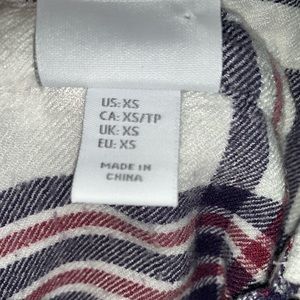 US: XS
CA: XS/TP
UK: XS
EU: XS
MADE IN
CHINA